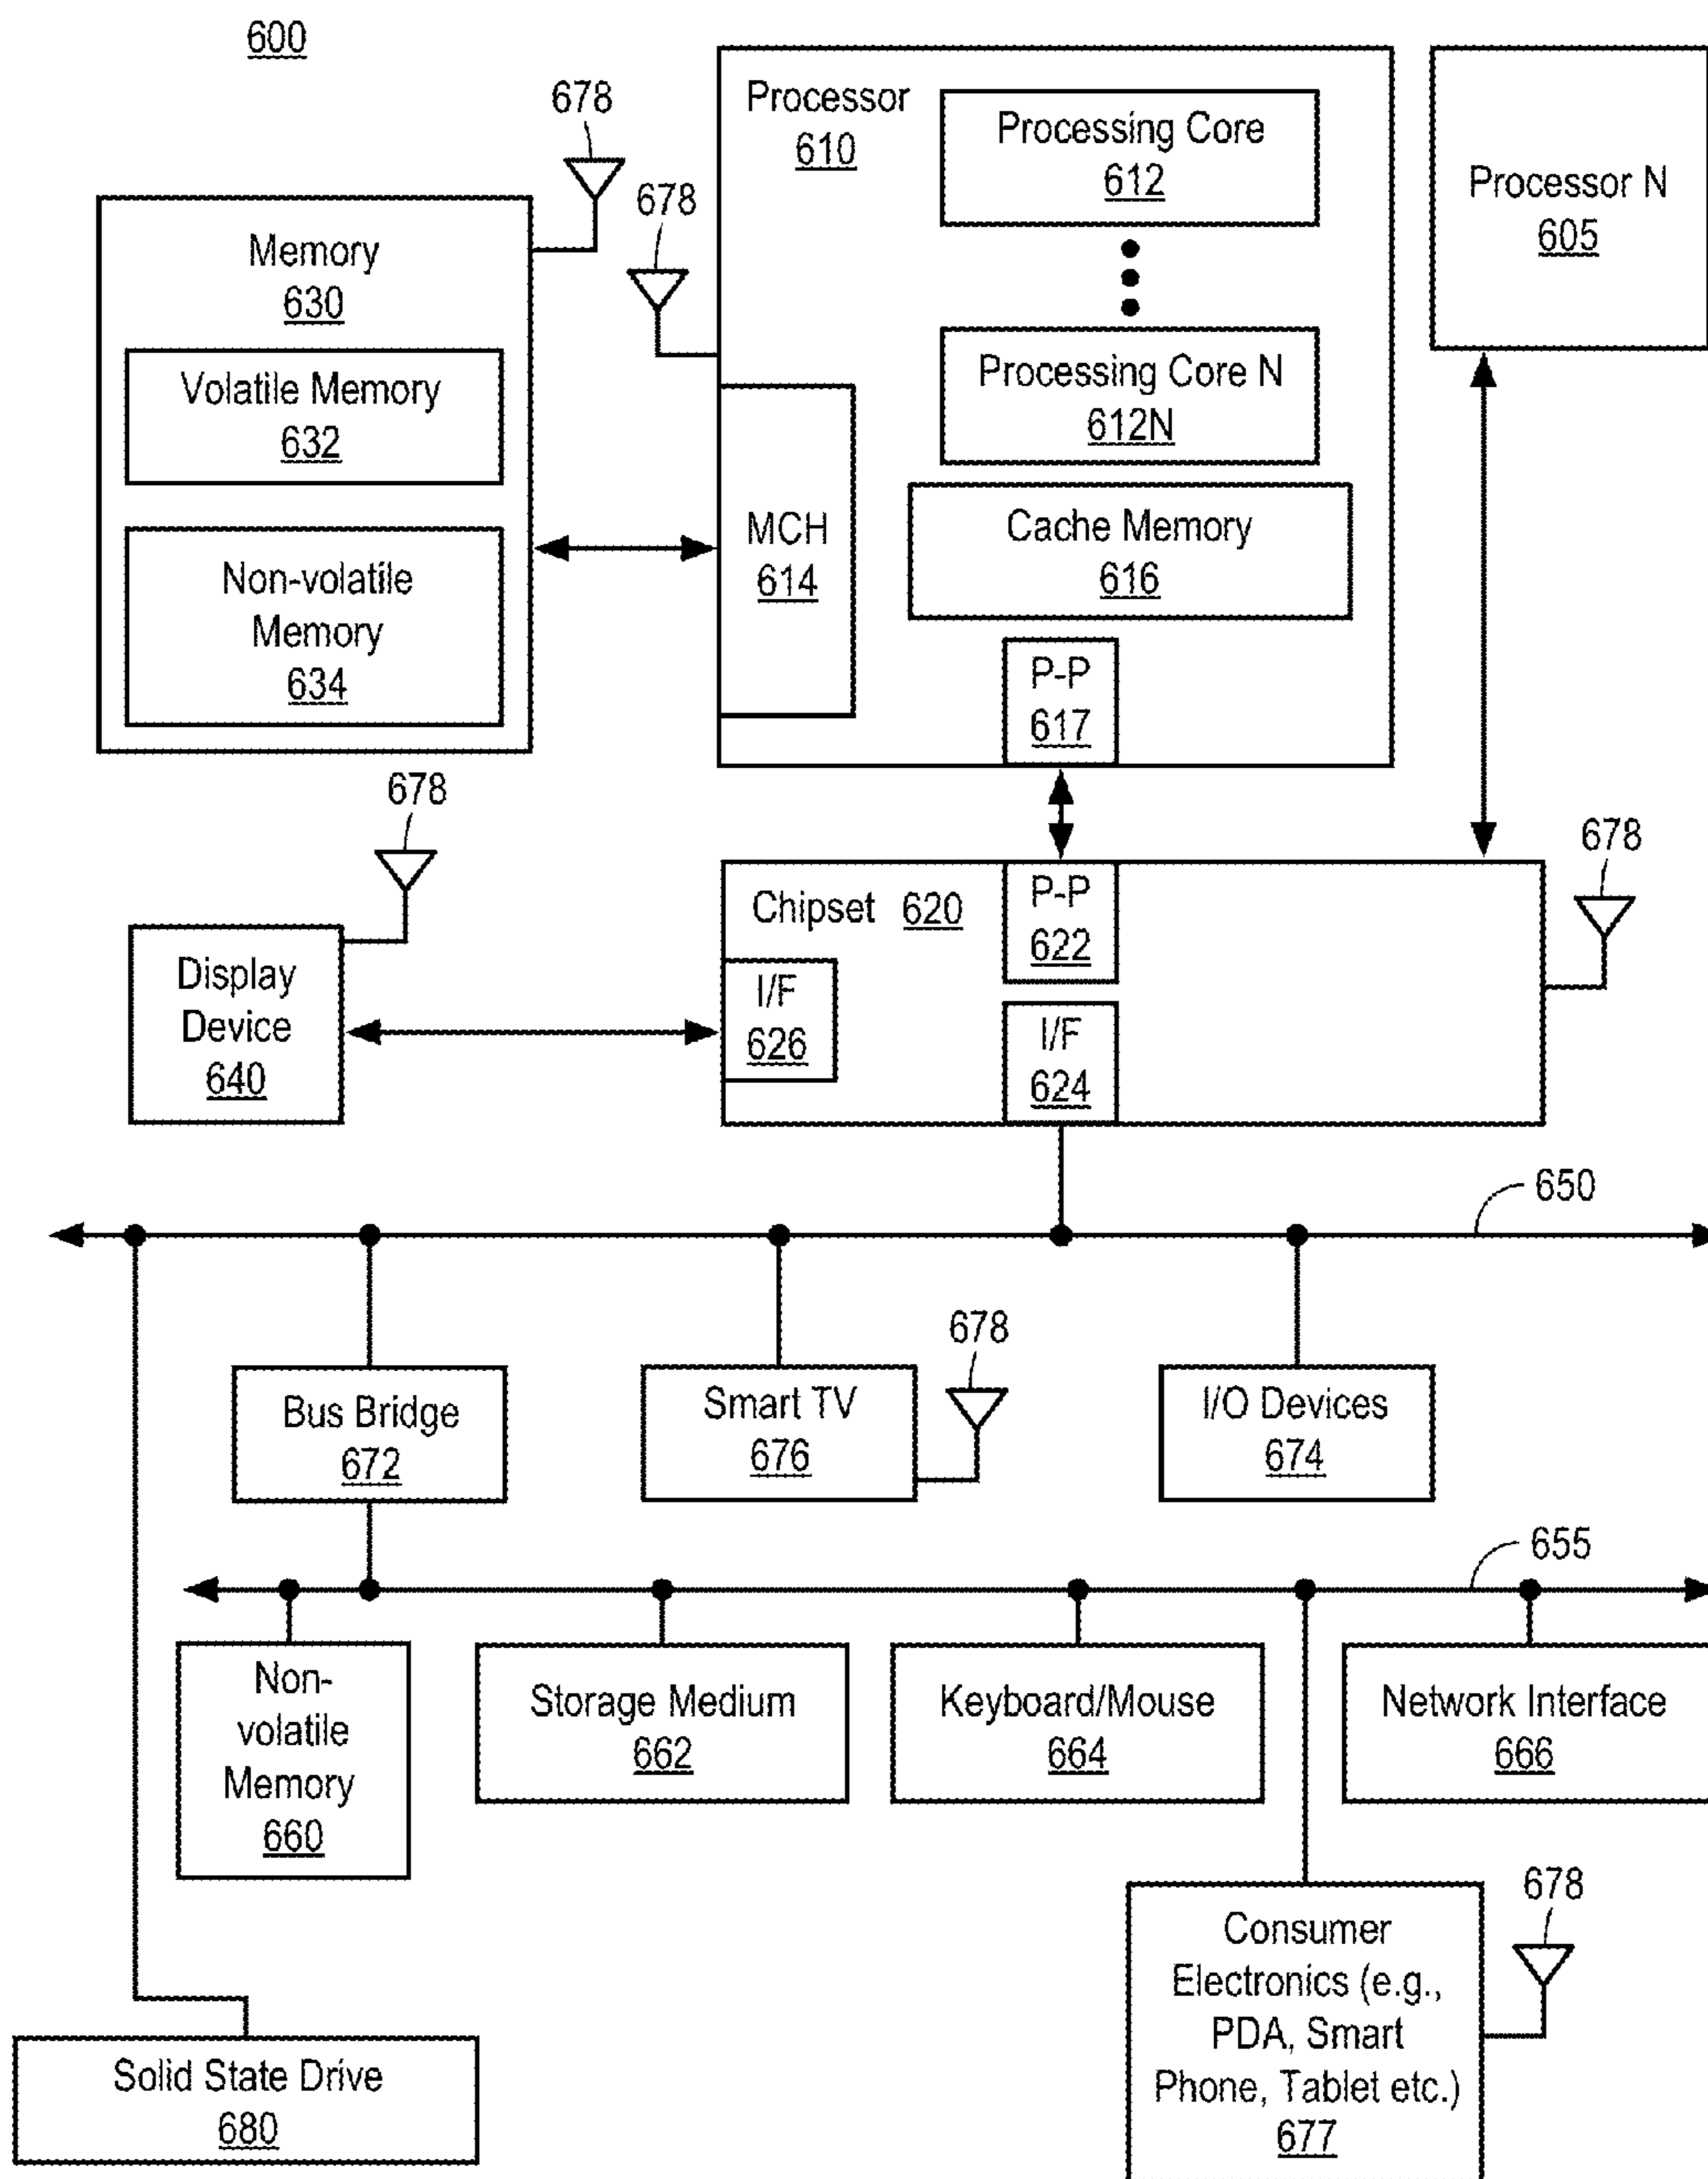 600
678
678
Processor
610
Processing Core
612
Processing Core N
612N
Cache Memory
616
MCH
614
P-P
617
Processor N
605
Memory
630
Volatile Memory
632
Non-volatile
Memory
634
678
Display
Device
640
Chipset 620
P-P
622
I/F
626
I/F
624
678
650
Bus Bridge
672
Smart TV
676
678
I/O Devices
674
655
Non-
volatile
Memory
660
Storage Medium
662
Keyboard/Mouse
664
Network Interface
666
Consumer
Electronics (e.g.,
PDA, Smart
Phone, Tablet etc.)
677
678
Solid State Drive
680